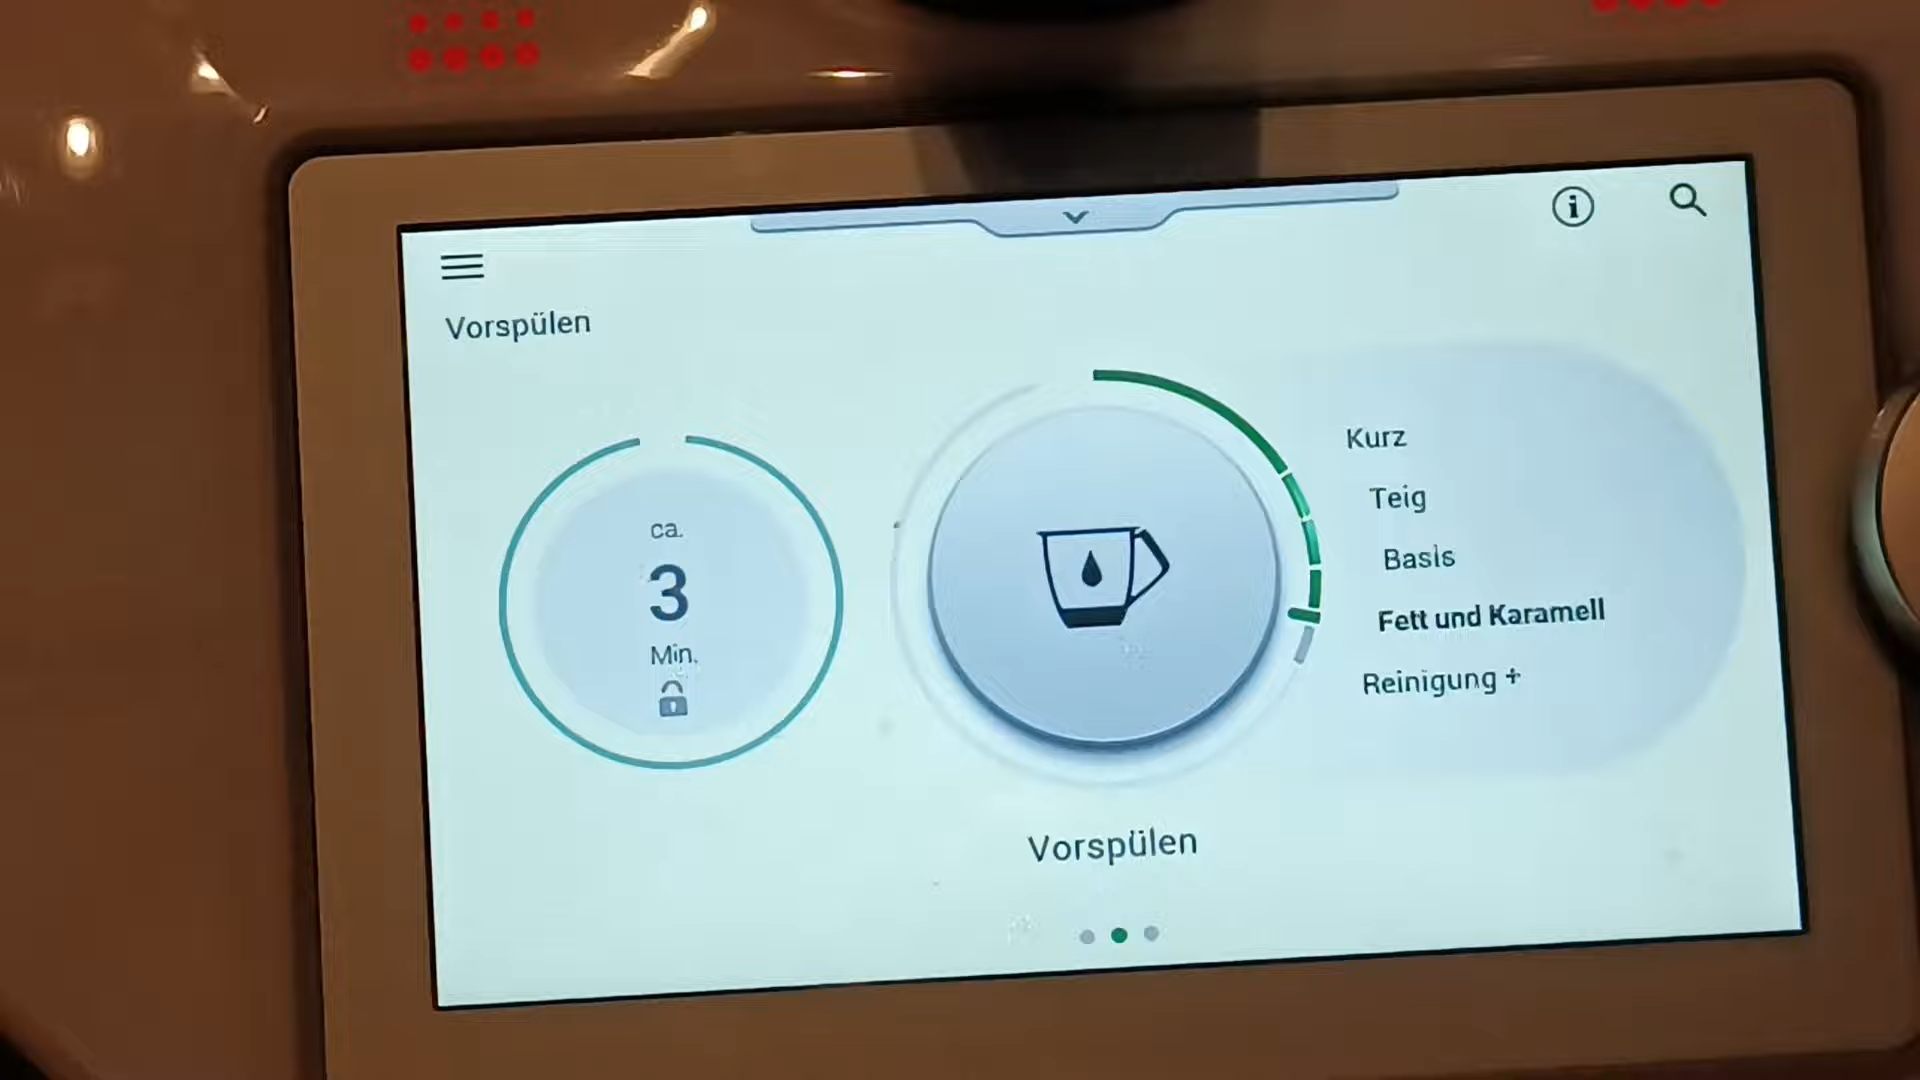 Vorspülen
ca.
3
Min.
Kurz
Teig
Basis
Fett und Karamell
Reinigung +
Vorspülen